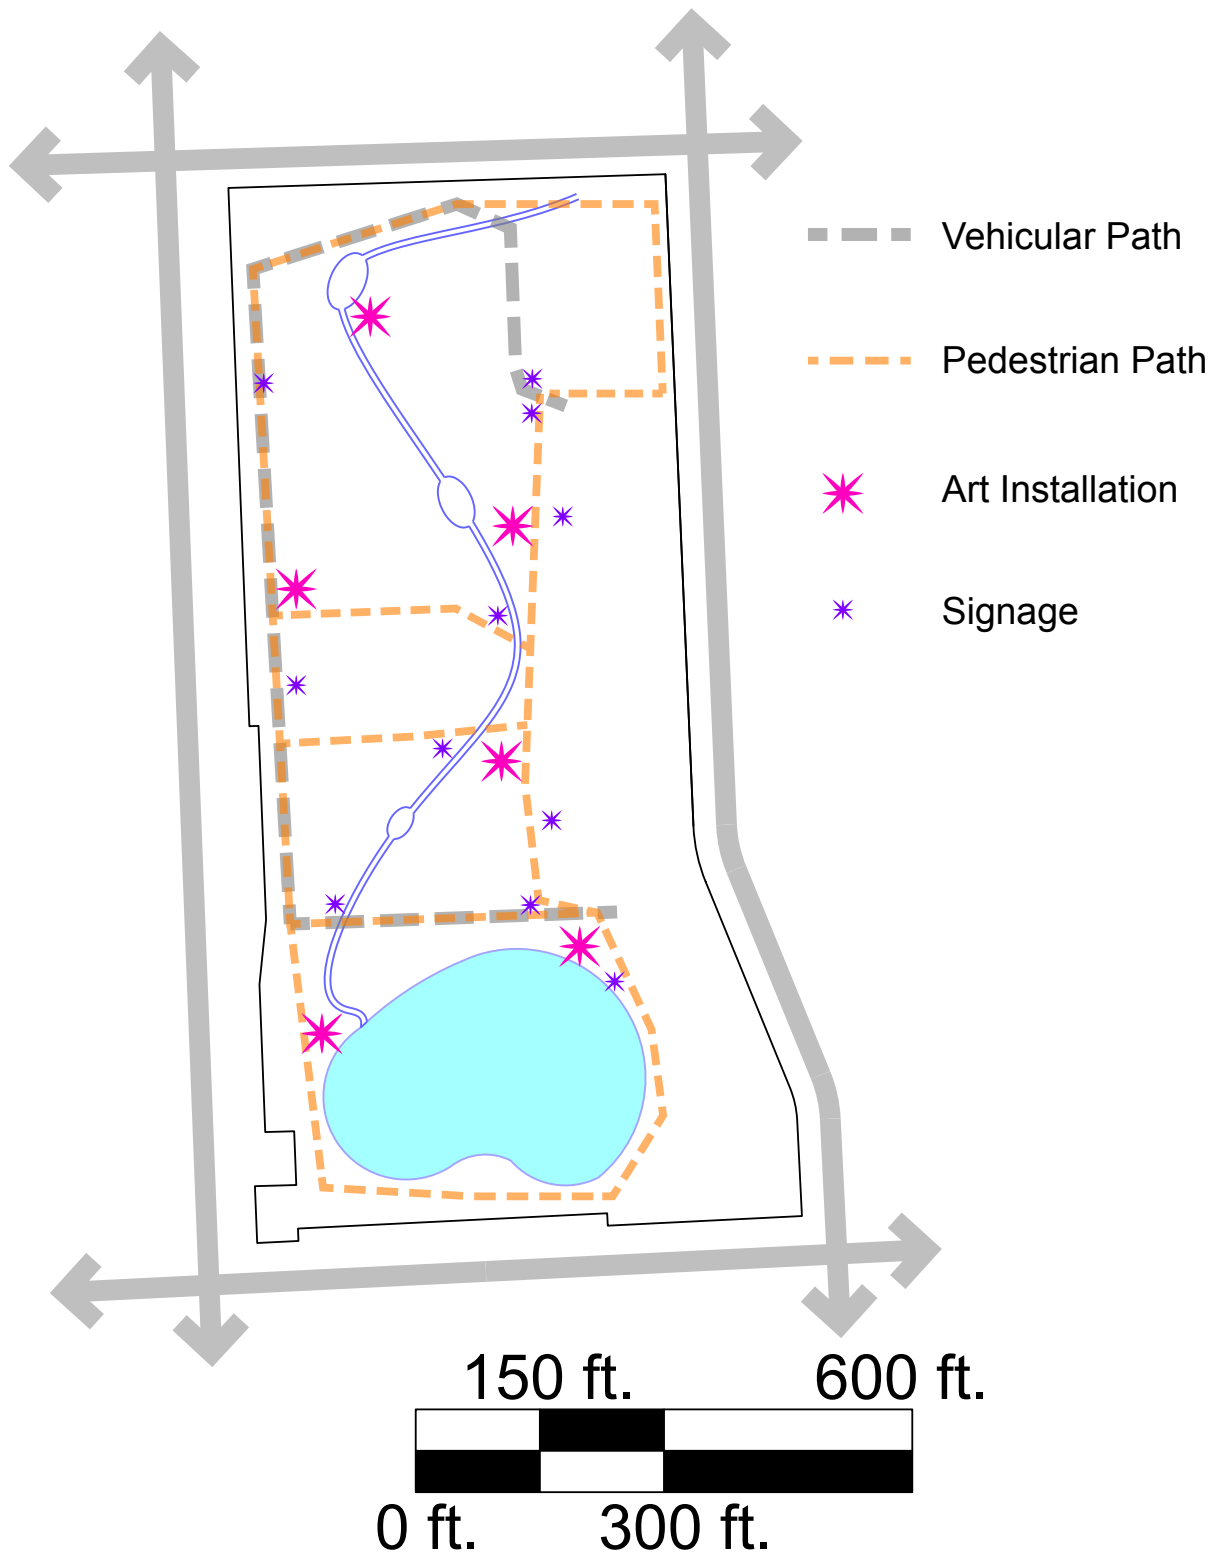 Vehicular Path
Pedestrian Path
Art Installation
Signage
150 ft.
600 ft.
0 ft.
300 ft.